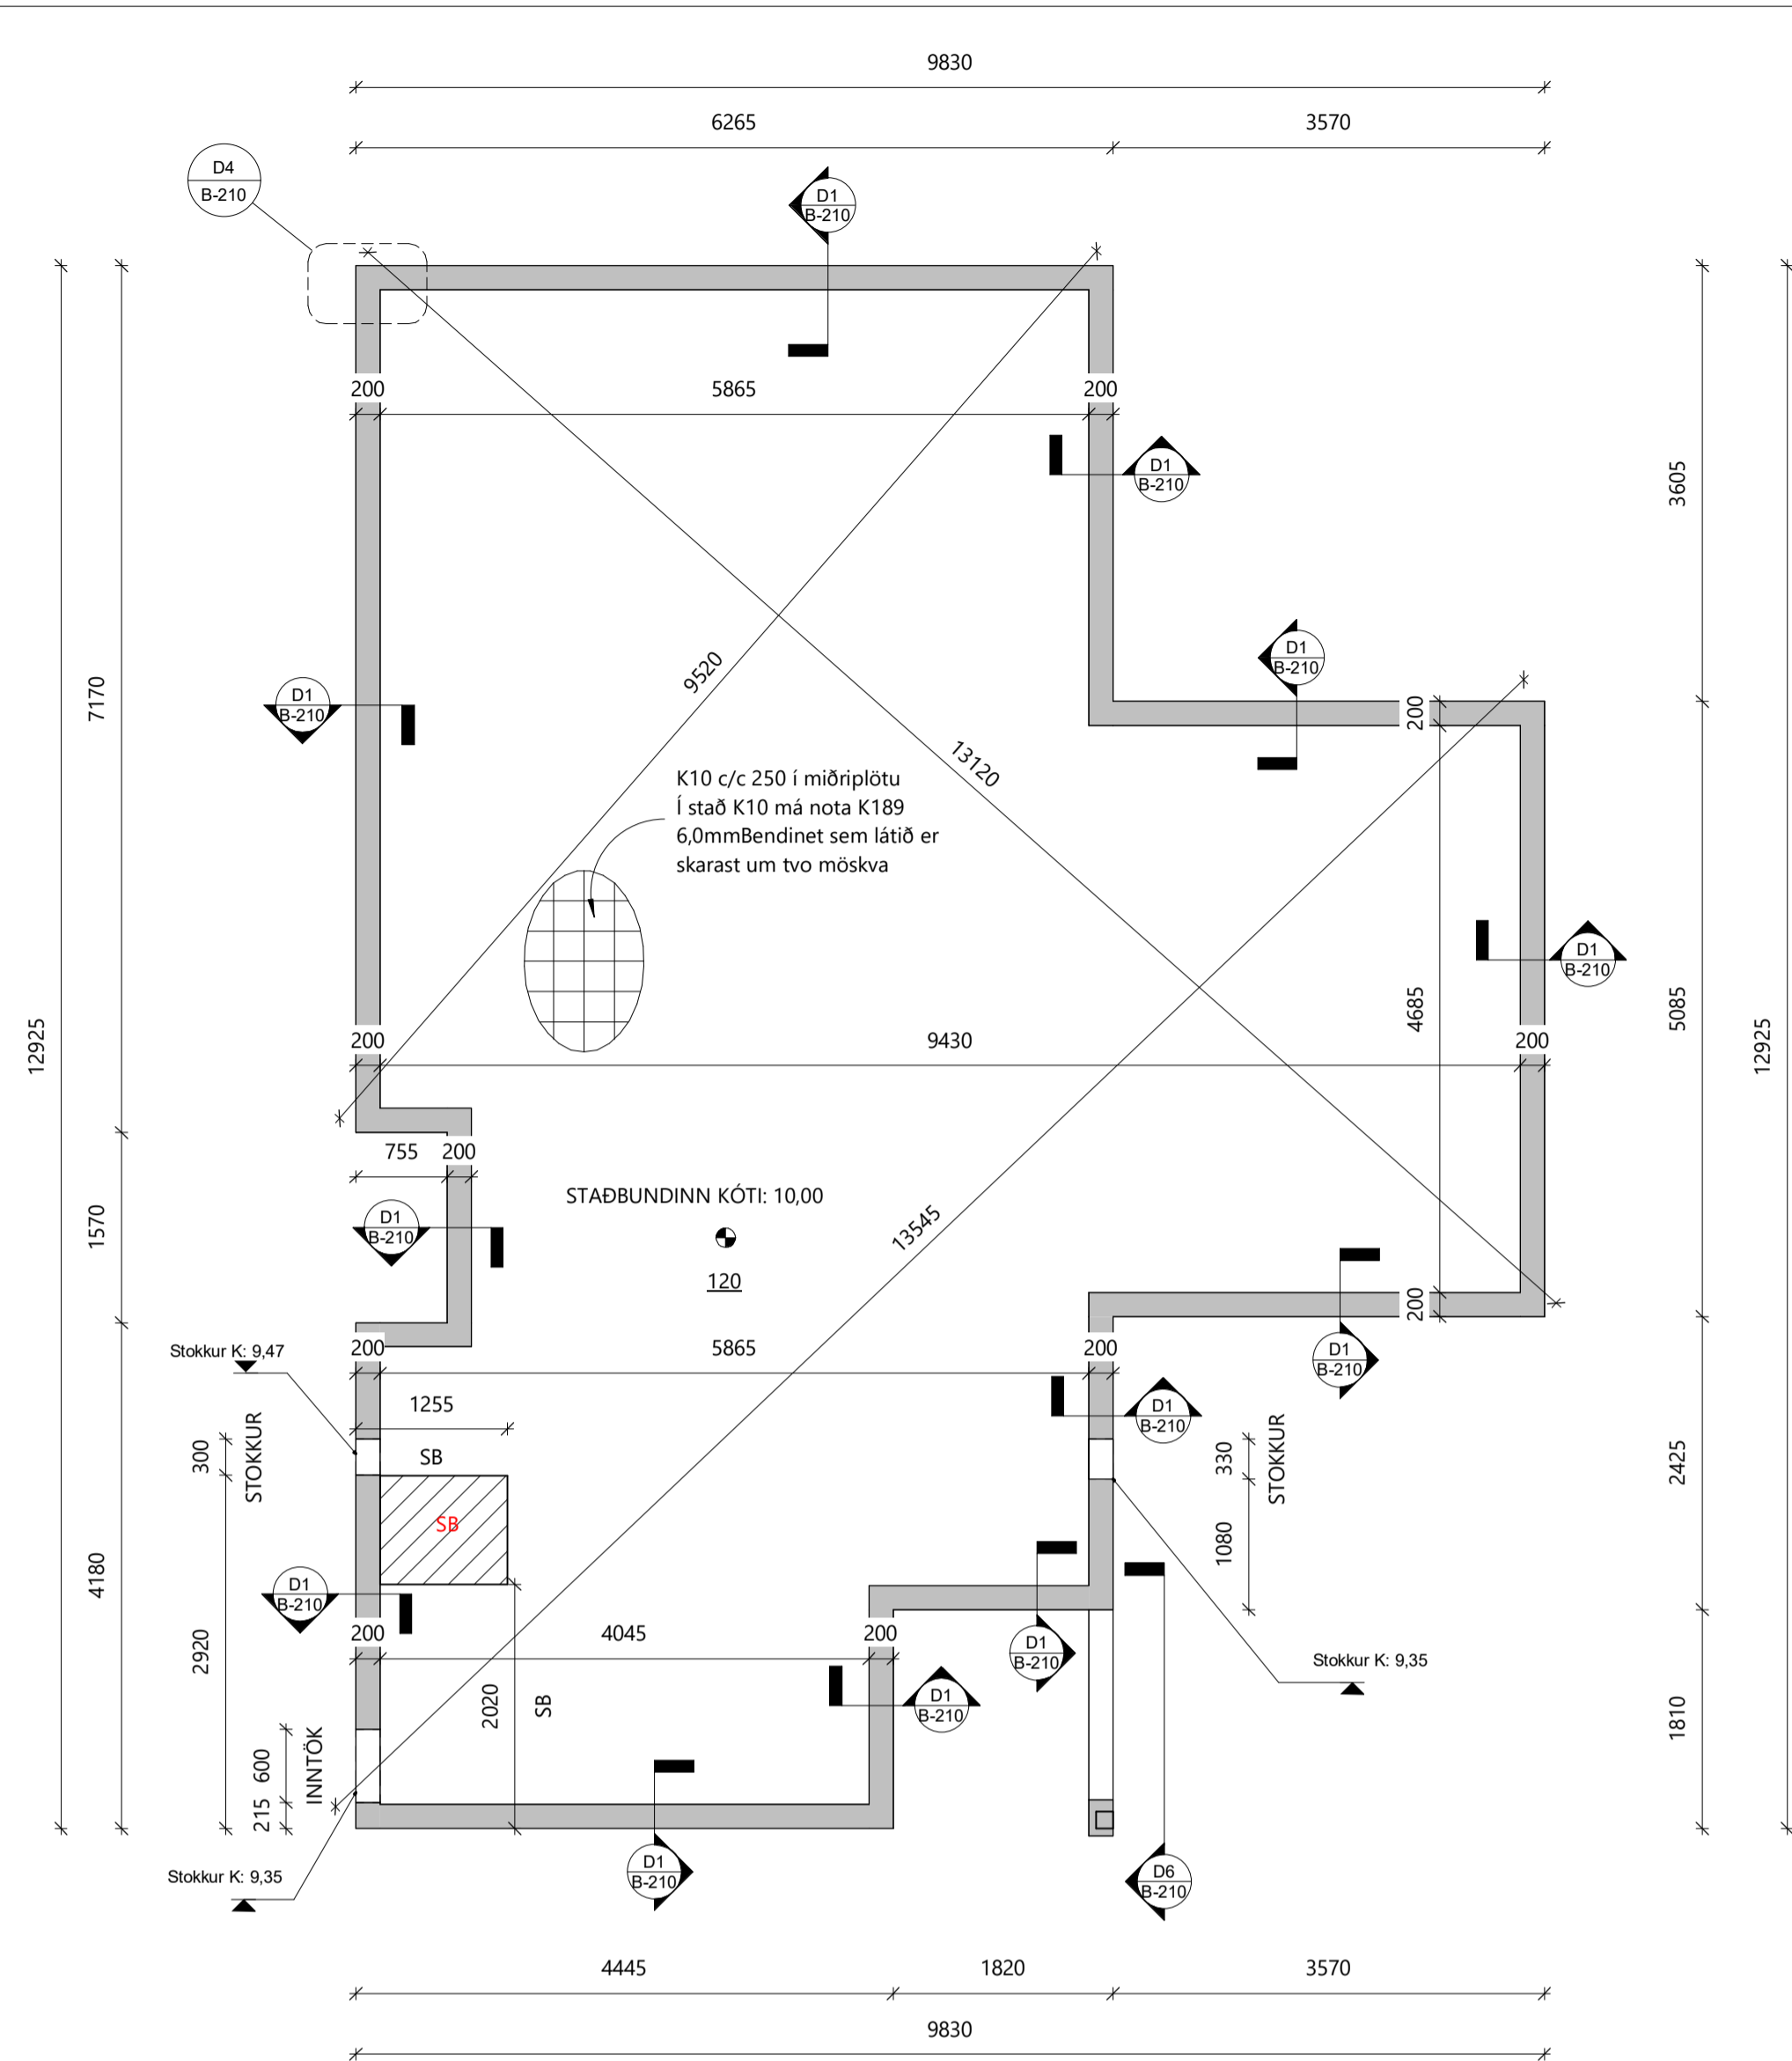 9830
6265
3570
D4
B-210
D1
B-210
200
5865
200
D1
B-210
3605
D1
B-210
9520
7170
D1
B-210
200
13120
K10 c/c 250 í miðriplötu
Í stað K10 má nota K189
6,0mmBendinet sem látið er
skarast um tvo möskva
D1
B-210
4685
5085
12925
12925
200
9430
200
755
200
STAÐBUNDINN KÓTI: 10,00
D1
B-210
1570
13545
120
200
Stokkur K: 9,47
200
5865
200
D1
B-210
1255
D1
B-210
300
STOKKUR
SB
330
STOKKUR
2425
SB
1080
4180
D1
B-210
2920
200
4045
200
D1
B-210
Stokkur K: 9,35
2020
SB
D1
B-210
1810
600
INNTÖK
215
Stokkur K: 9,35
D1
B-210
D6
B-210
4445
1820
3570
9830